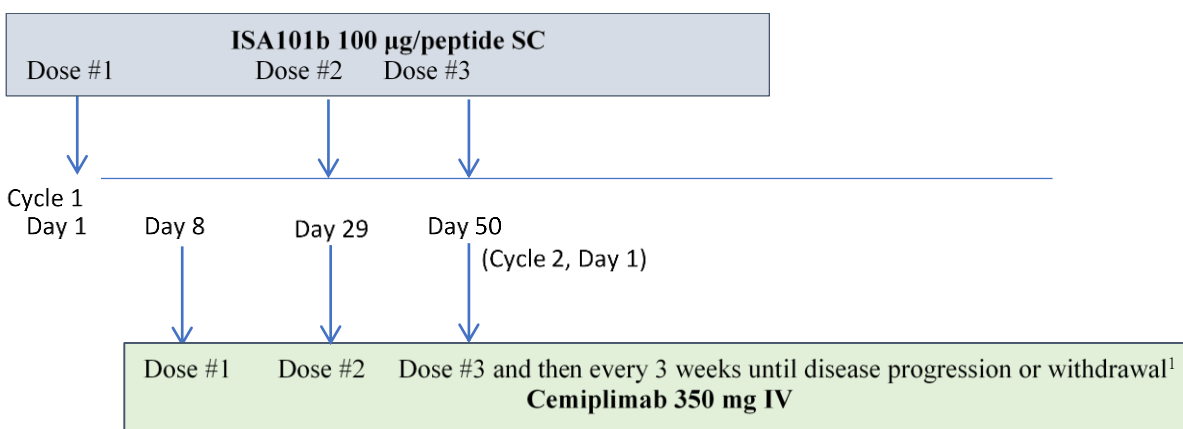 ISA101b 100 µg/peptide SC
Dose #1 Dose #2 Dose #3
Cycle 1
Day 1 Day 8 Day 29 Day 50
(Cycle 2, Day 1)
Dose #1 Dose #2 Dose #3 and then every 3 weeks until disease progression or withdrawal¹
Cemiplimab 350 mg IV